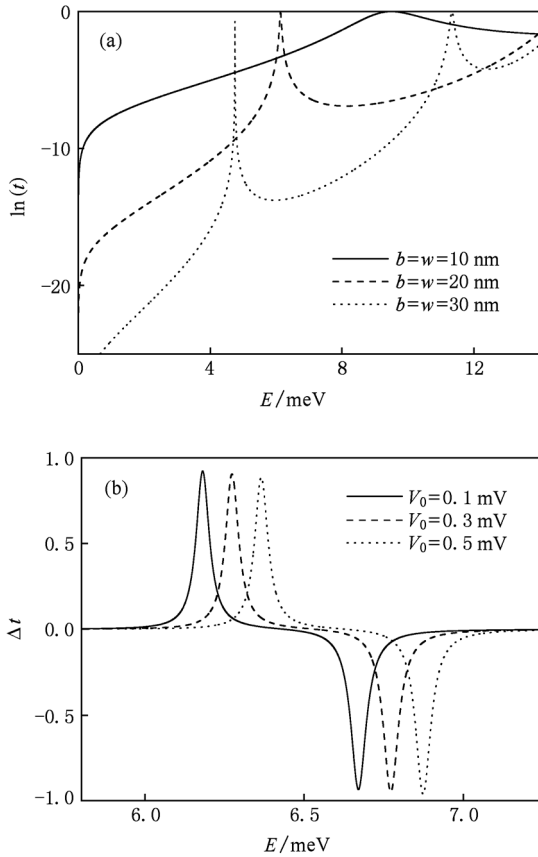 (a)
0
−10
−20
ln (t)
b=w=10 nm
b=w=20 nm
b=w=30 nm
0 4 8 12
E/meV
(b)
1.0
0.5
0.0
−0.5
−1.0
Δt
V₀=0.1 mV
V₀=0.3 mV
V₀=0.5 mV
6.0 6.5 7.0
E/meV